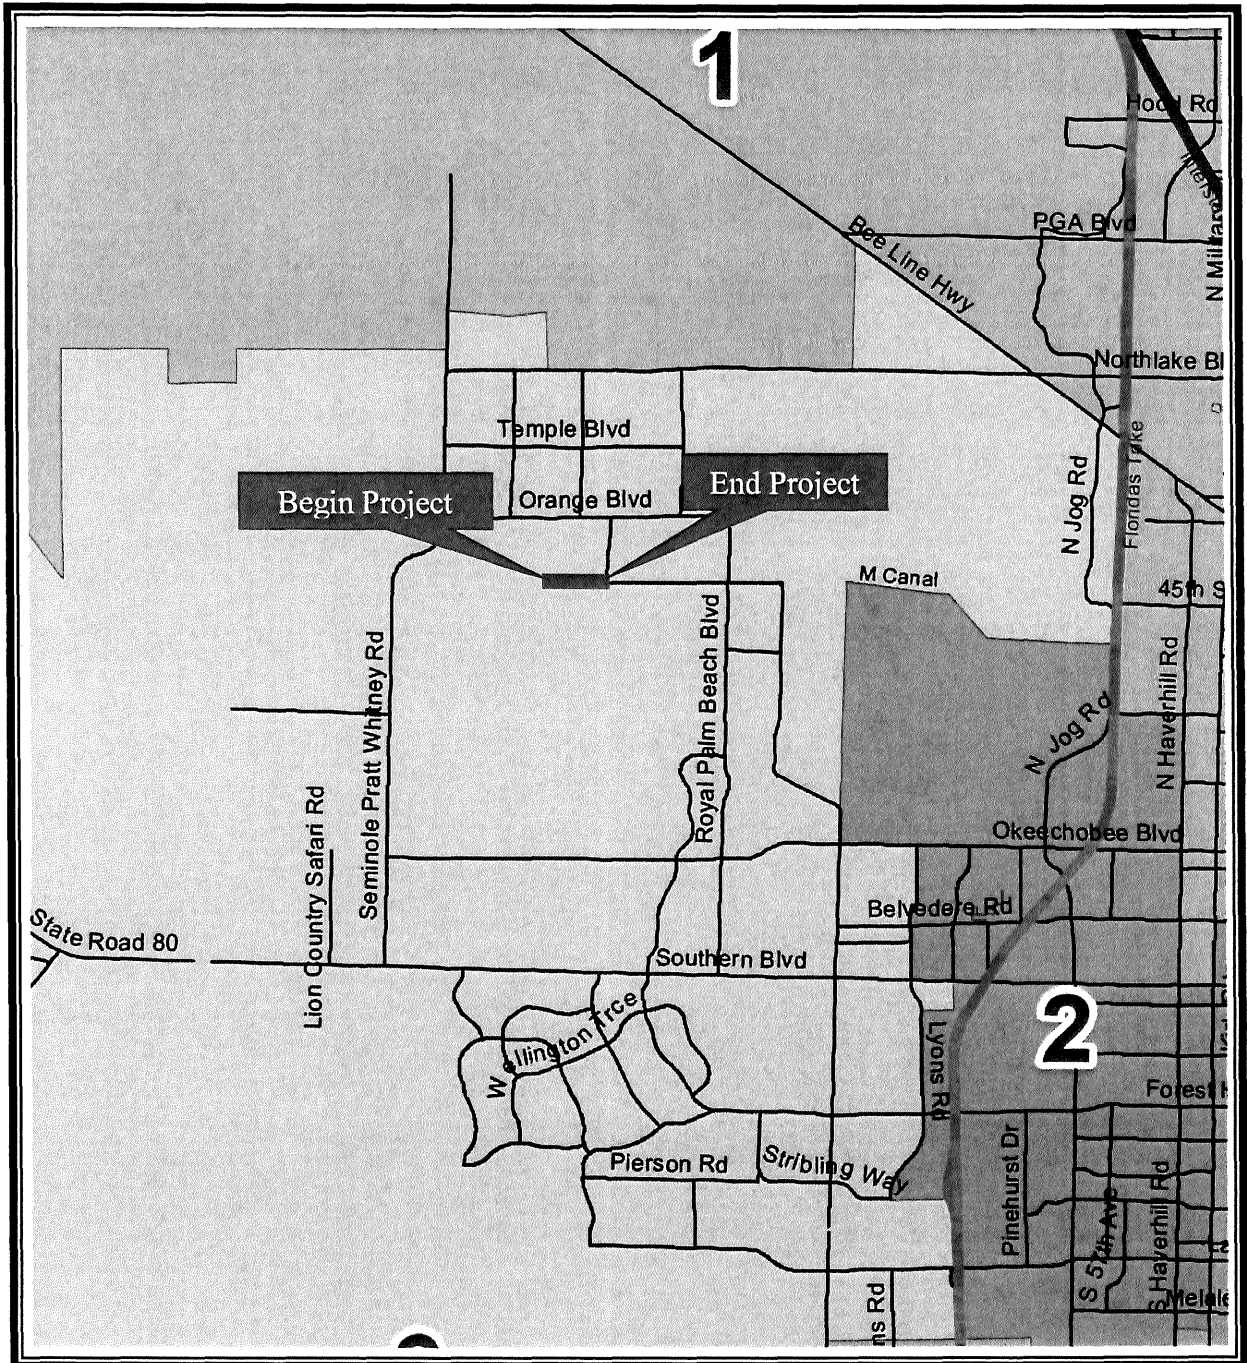 1
Hood Rd
PGA Blvd
Bee Line Hwy
N Military
Northlake Bl
Temple Blvd
Begin Project
Orange Blvd
End Project
N Jog Rd
M Canal
45th S
Seminole Pratt Whitney Rd
Royal Palm Beach Blvd
N Jog Rd
N Haverhill Rd
Okeechobee Blvd
Lion Country Safari Rd
Belvedere Rd
State Road 80
Southern Blvd
Wellington Trce
2
Lyons Rd
Forest H
Pierson Rd
Stribling Way
Pinehurst Dr
S 57th Ave
S Haverhill Rd
ns Rd
Melale